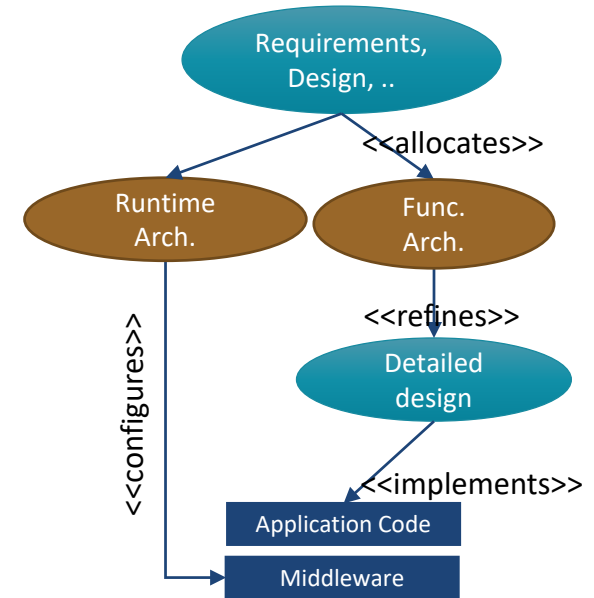 Requirements,
Design, ..
<<allocates>>
Runtime
Arch.
Func.
Arch.
<<refines>>
<<configures>>
Detailed
design
<<implements>>
Application Code
Middleware